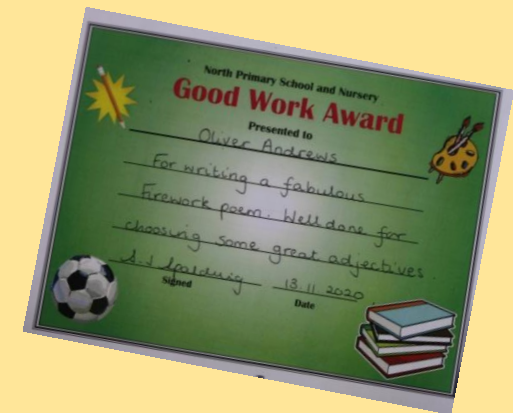 North Primary School and Nursery
Good Work Award
Presented to
Oliver Andrews
For writing a fabulous
firework poem. Well done for
choosing some great adjectives.
S.J Spalding 13.11.2020
Signed Date